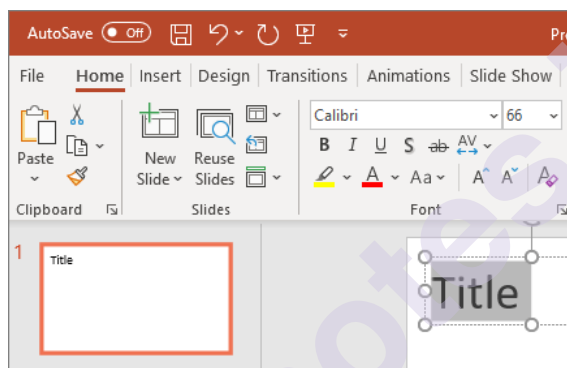 AutoSave Off Pr
File Home Insert Design Transitions Animations Slide Show
Calibri 66
Paste New Slide Reuse Slides
B I U S ab AV
A Aa A A A
Clipboard Slides Font
1 Title
Title
otes